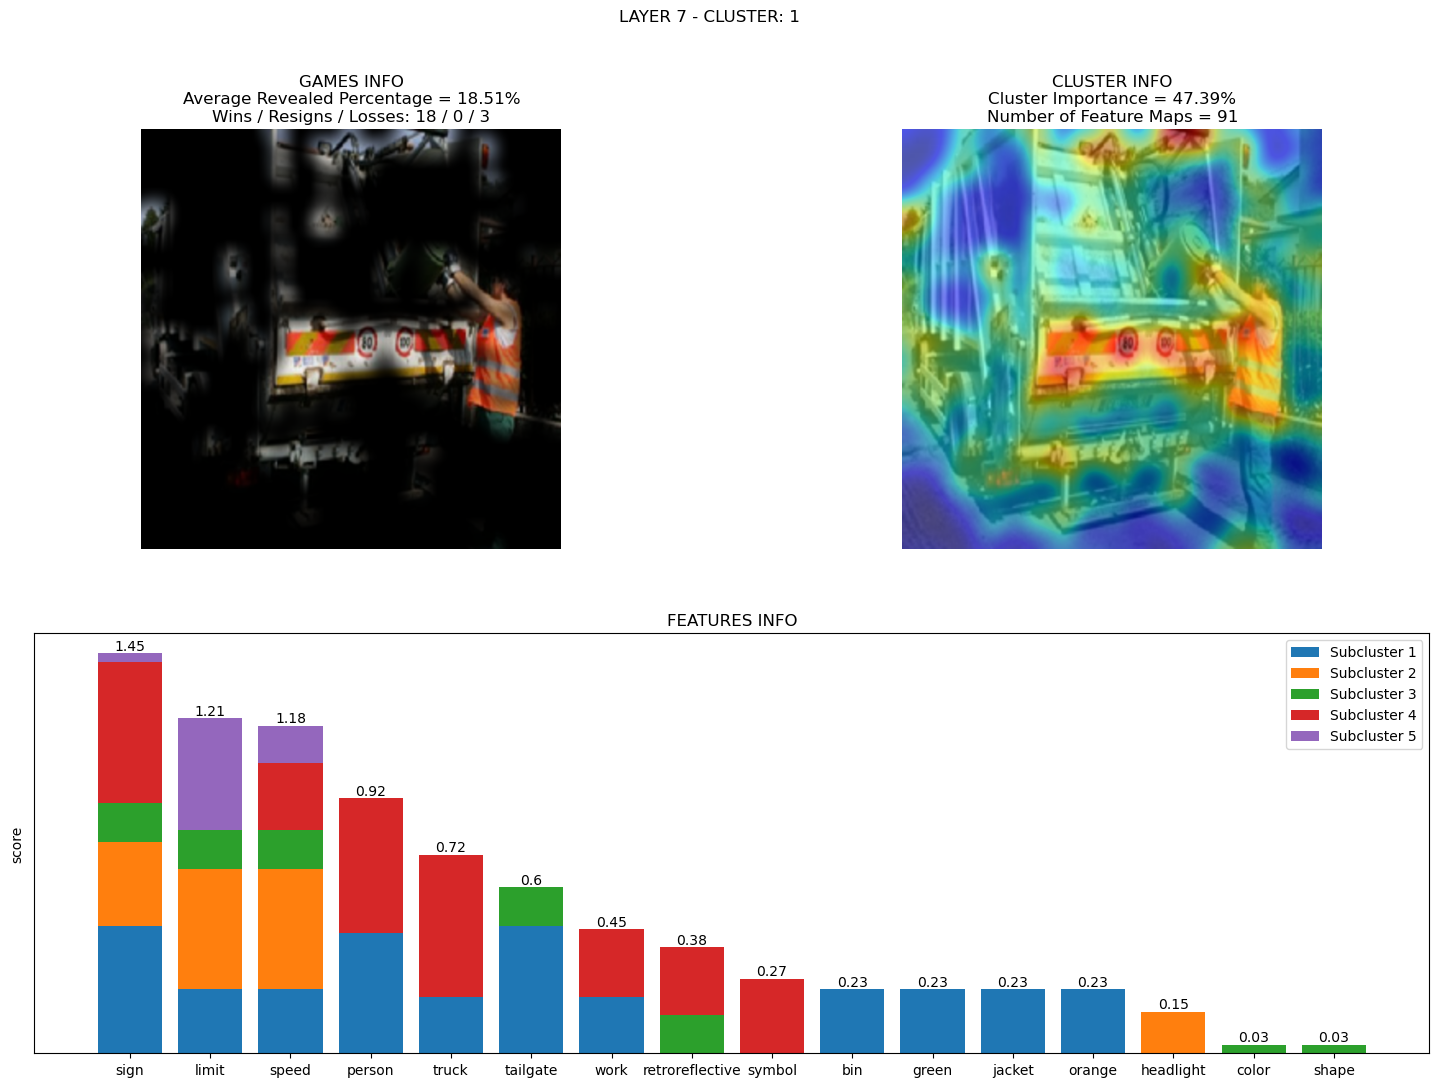 LAYER 7 - CLUSTER: 1
GAMES INFO
Average Revealed Percentage = 18.51%
Wins / Resigns / Losses: 18 / 0 / 3
CLUSTER INFO
Cluster Importance = 47.39%
Number of Feature Maps = 91
80
100
80
100
FEATURES INFO
score
1.45
1.21
1.18
0.92
0.72
0.6
0.45
0.38
0.27
0.23
0.23
0.23
0.23
0.15
0.03
0.03
Subcluster 1
Subcluster 2
Subcluster 3
Subcluster 4
Subcluster 5
sign limit speed person truck tailgate work retroreflective symbol bin green jacket orange headlight color shape